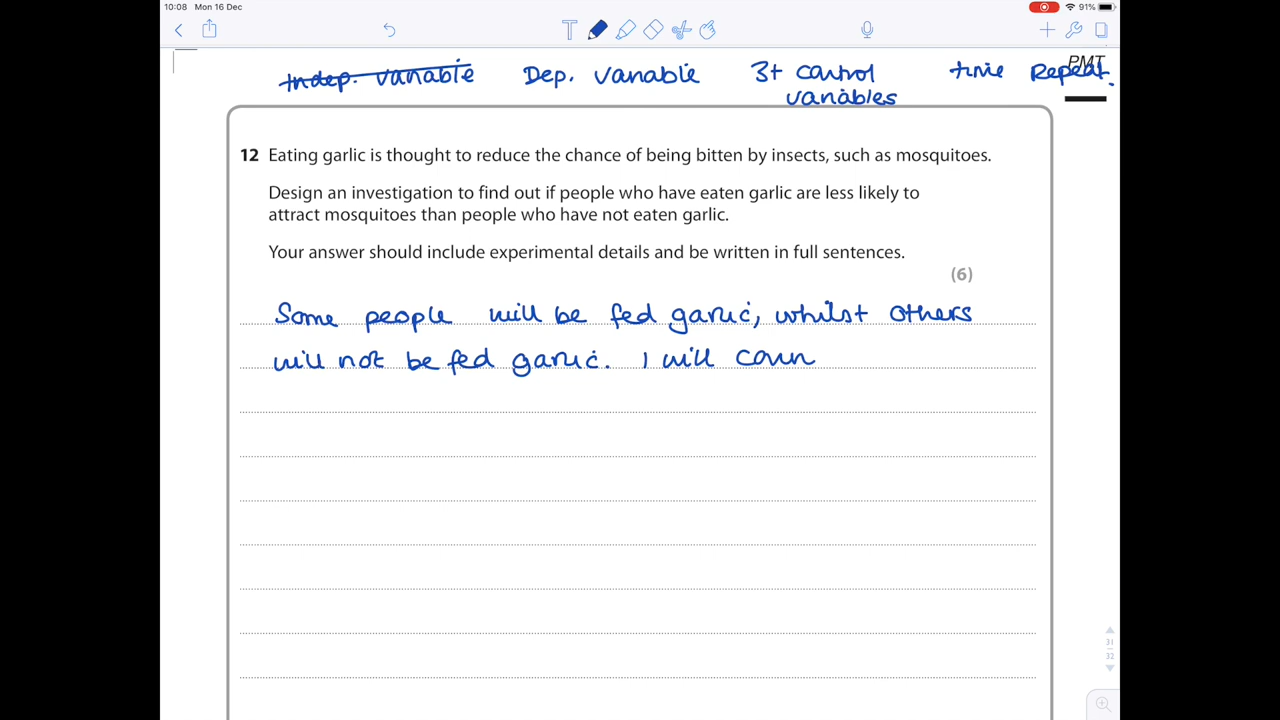 10:08 Mon 16 Dec
91%
PMT
Indep. variable Dep. variable 3+ control time Repeat.
variables
12 Eating garlic is thought to reduce the chance of being bitten by insects, such as mosquitoes.
Design an investigation to find out if people who have eaten garlic are less likely to
attract mosquitoes than people who have not eaten garlic.
Your answer should include experimental details and be written in full sentences.
(6)
Some people will be fed garlic, whilst others
will not be fed garlic. I will coun
31
32